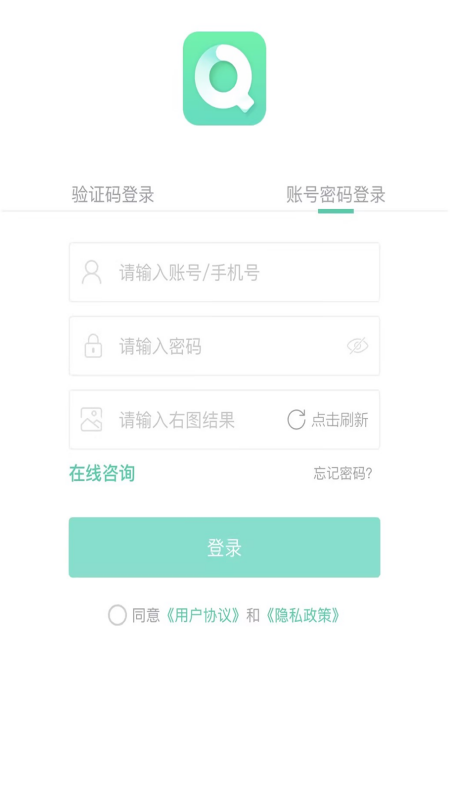 验证码登录 账号密码登录
请输入账号/手机号
请输入密码
请输入右图结果 点击刷新
在线咨询 忘记密码?
登录
同意《用户协议》和《隐私政策》